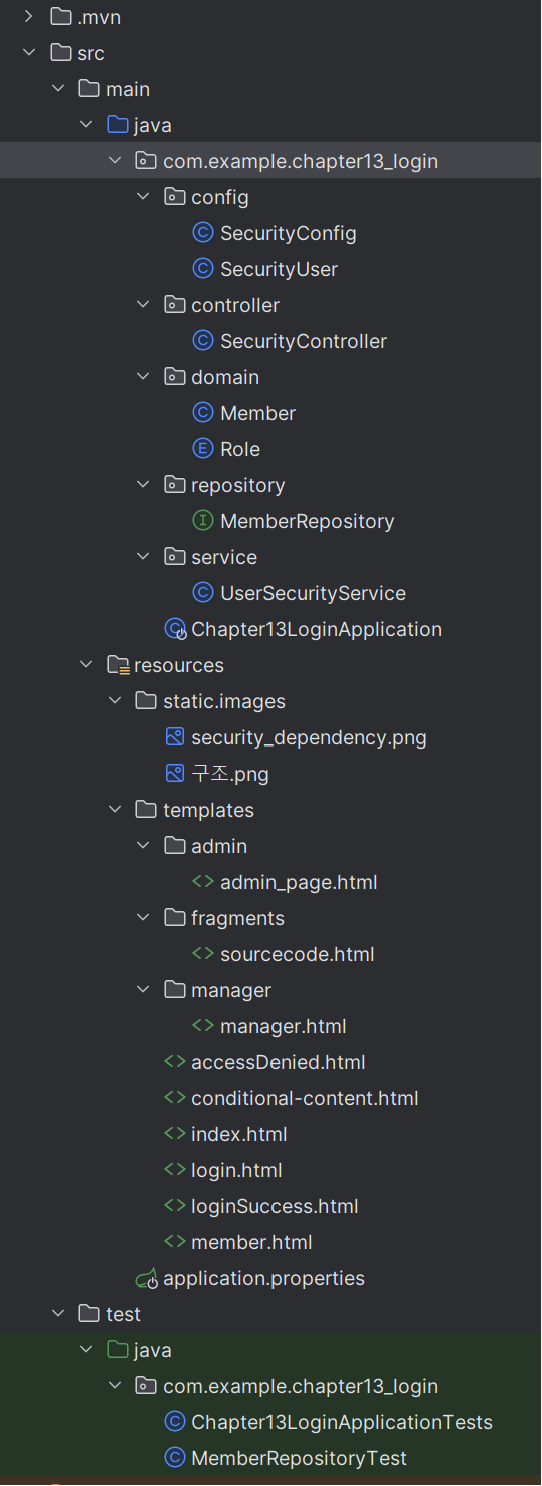 .mvn
src
main
java
com.example.chapter13_login
config
C SecurityConfig
C SecurityUser
controller
C SecurityController
domain
C Member
E Role
repository
I MemberRepository
service
C UserSecurityService
C Chapter13LoginApplication
resources
static.images
security_dependency.png
구조.png
templates
admin
<> admin_page.html
fragments
<> sourcecode.html
manager
<> manager.html
<> accessDenied.html
<> conditional-content.html
<> index.html
<> login.html
<> loginSuccess.html
<> member.html
application.properties
test
java
com.example.chapter13_login
C Chapter13LoginApplicationTests
C MemberRepositoryTest